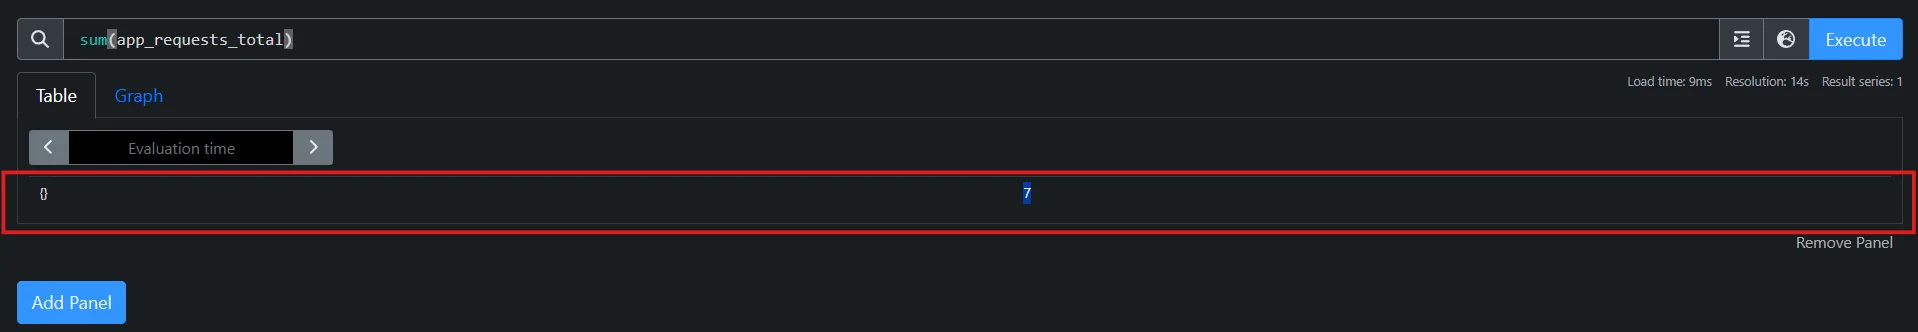 sum(app_requests_total)
Execute
Table
Graph
Load time: 9ms Resolution: 14s Result series: 1
Evaluation time
{} 7
Remove Panel
Add Panel